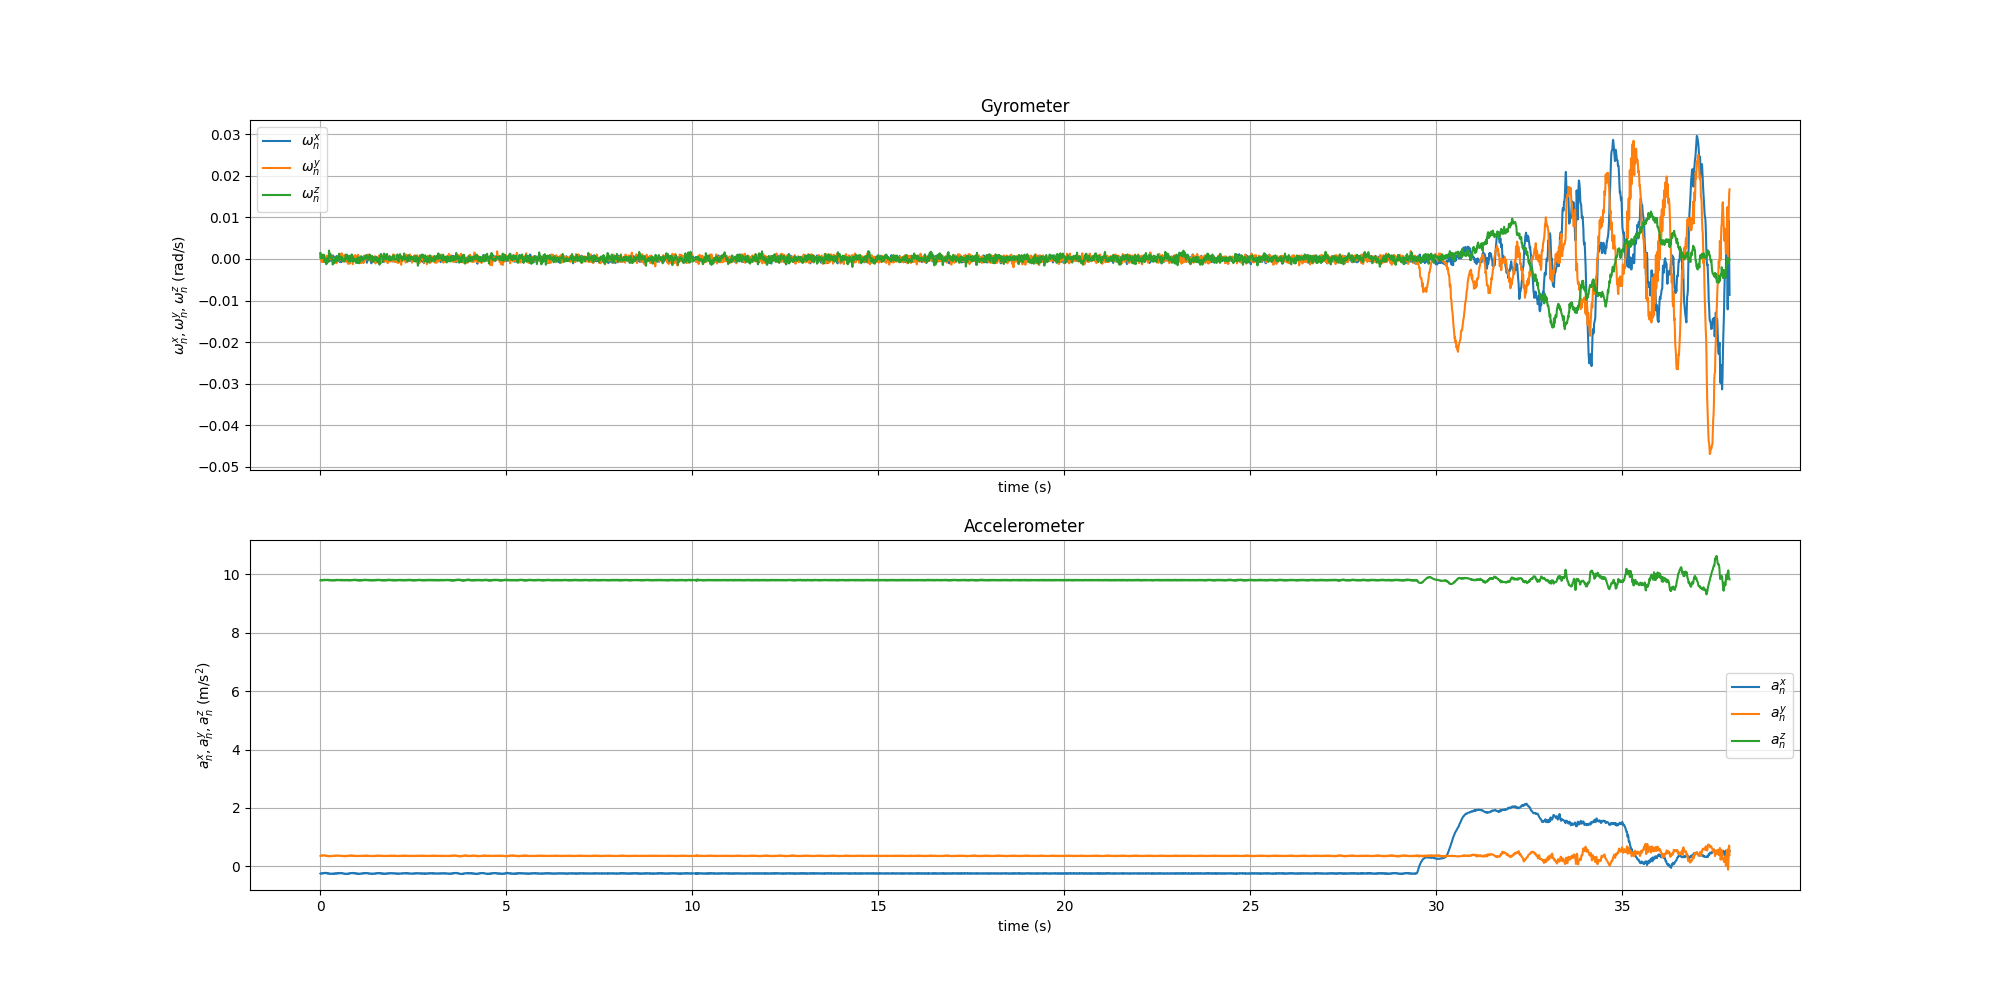 Gyrometer
0.03
0.02
0.01
0.00
−0.01
−0.02
−0.03
−0.04
−0.05
ω_n^x, ω_n^y, ω_n^z (rad/s)
ω_n^x
ω_n^y
ω_n^z
time (s)
Accelerometer
10
8
6
4
2
0
a_n^x, a_n^y, a_n^z (m/s²)
a_n^x
a_n^y
a_n^z
0 5 10 15 20 25 30 35
time (s)